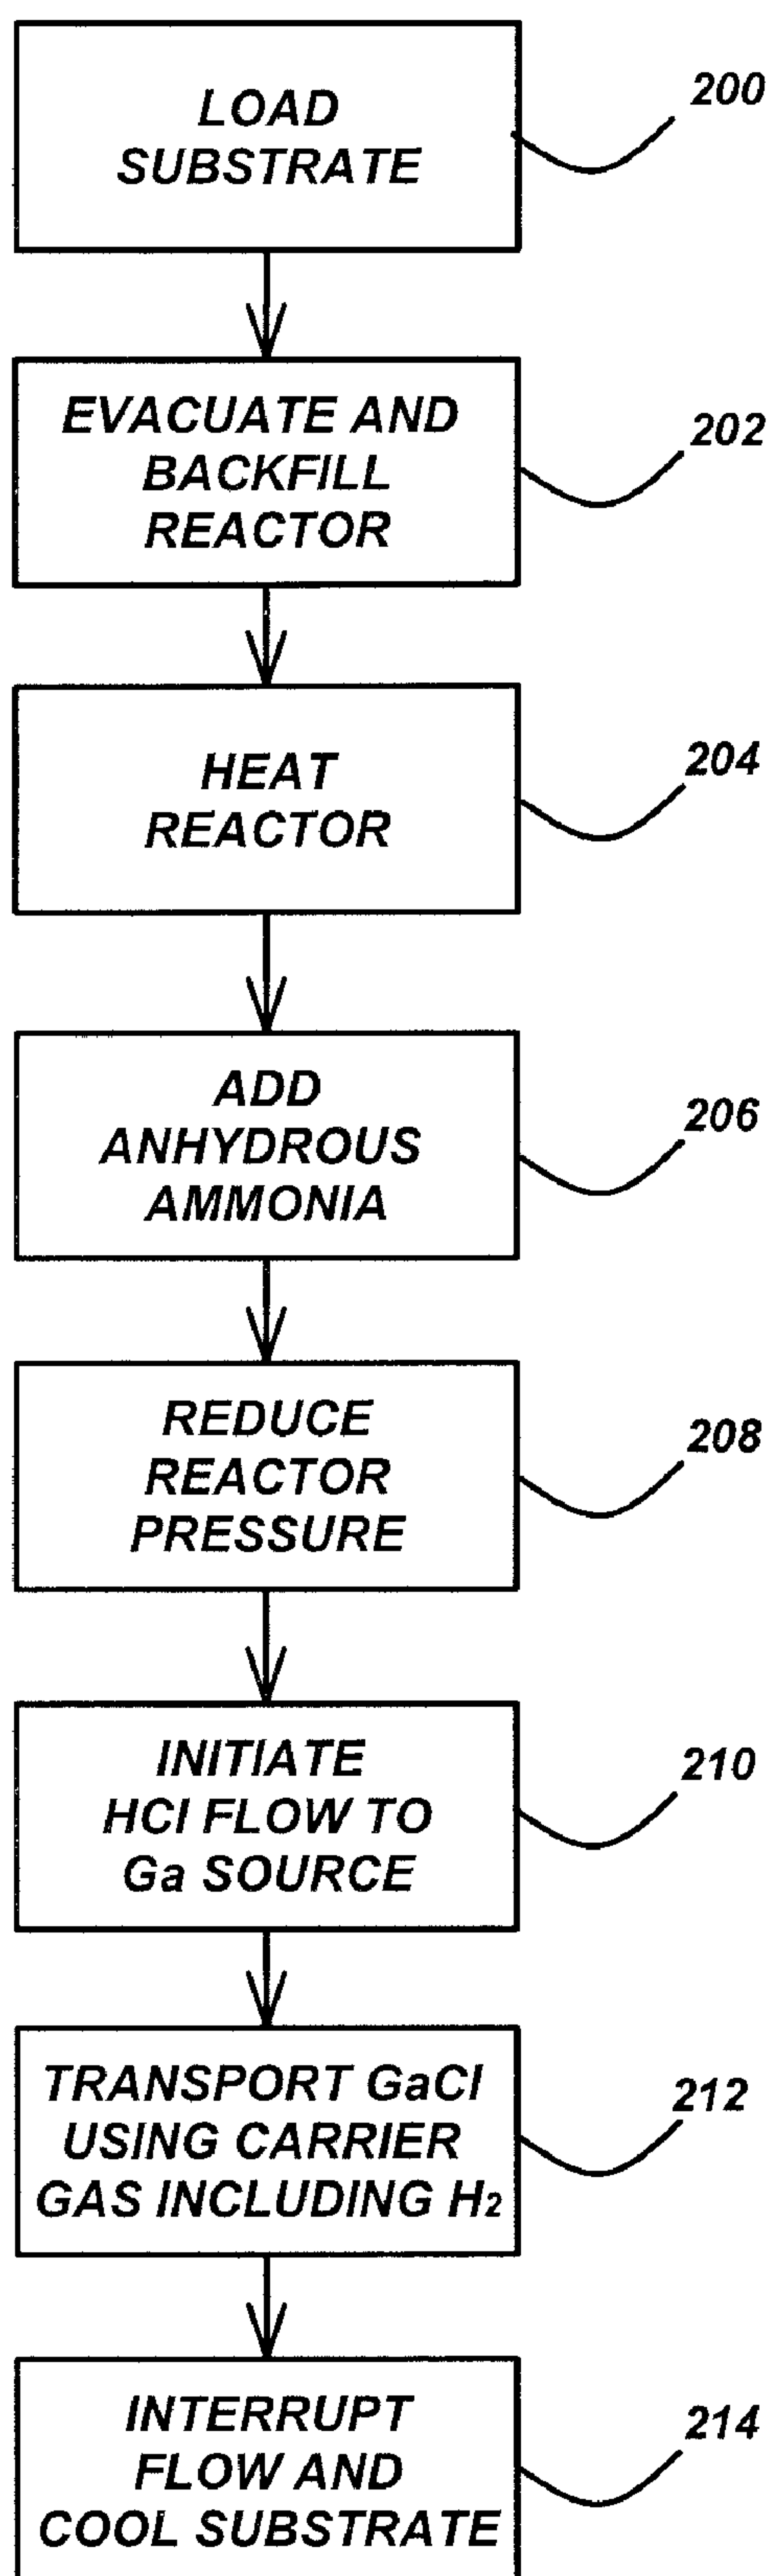 LOAD
SUBSTRATE
200
EVACUATE AND
BACKFILL
REACTOR
202
HEAT
REACTOR
204
ADD
ANHYDROUS
AMMONIA
206
REDUCE
REACTOR
PRESSURE
208
INITIATE
HCl FLOW TO
Ga SOURCE
210
TRANSPORT GaCl
USING CARRIER
GAS INCLUDING H2
212
INTERRUPT
FLOW AND
COOL SUBSTRATE
214